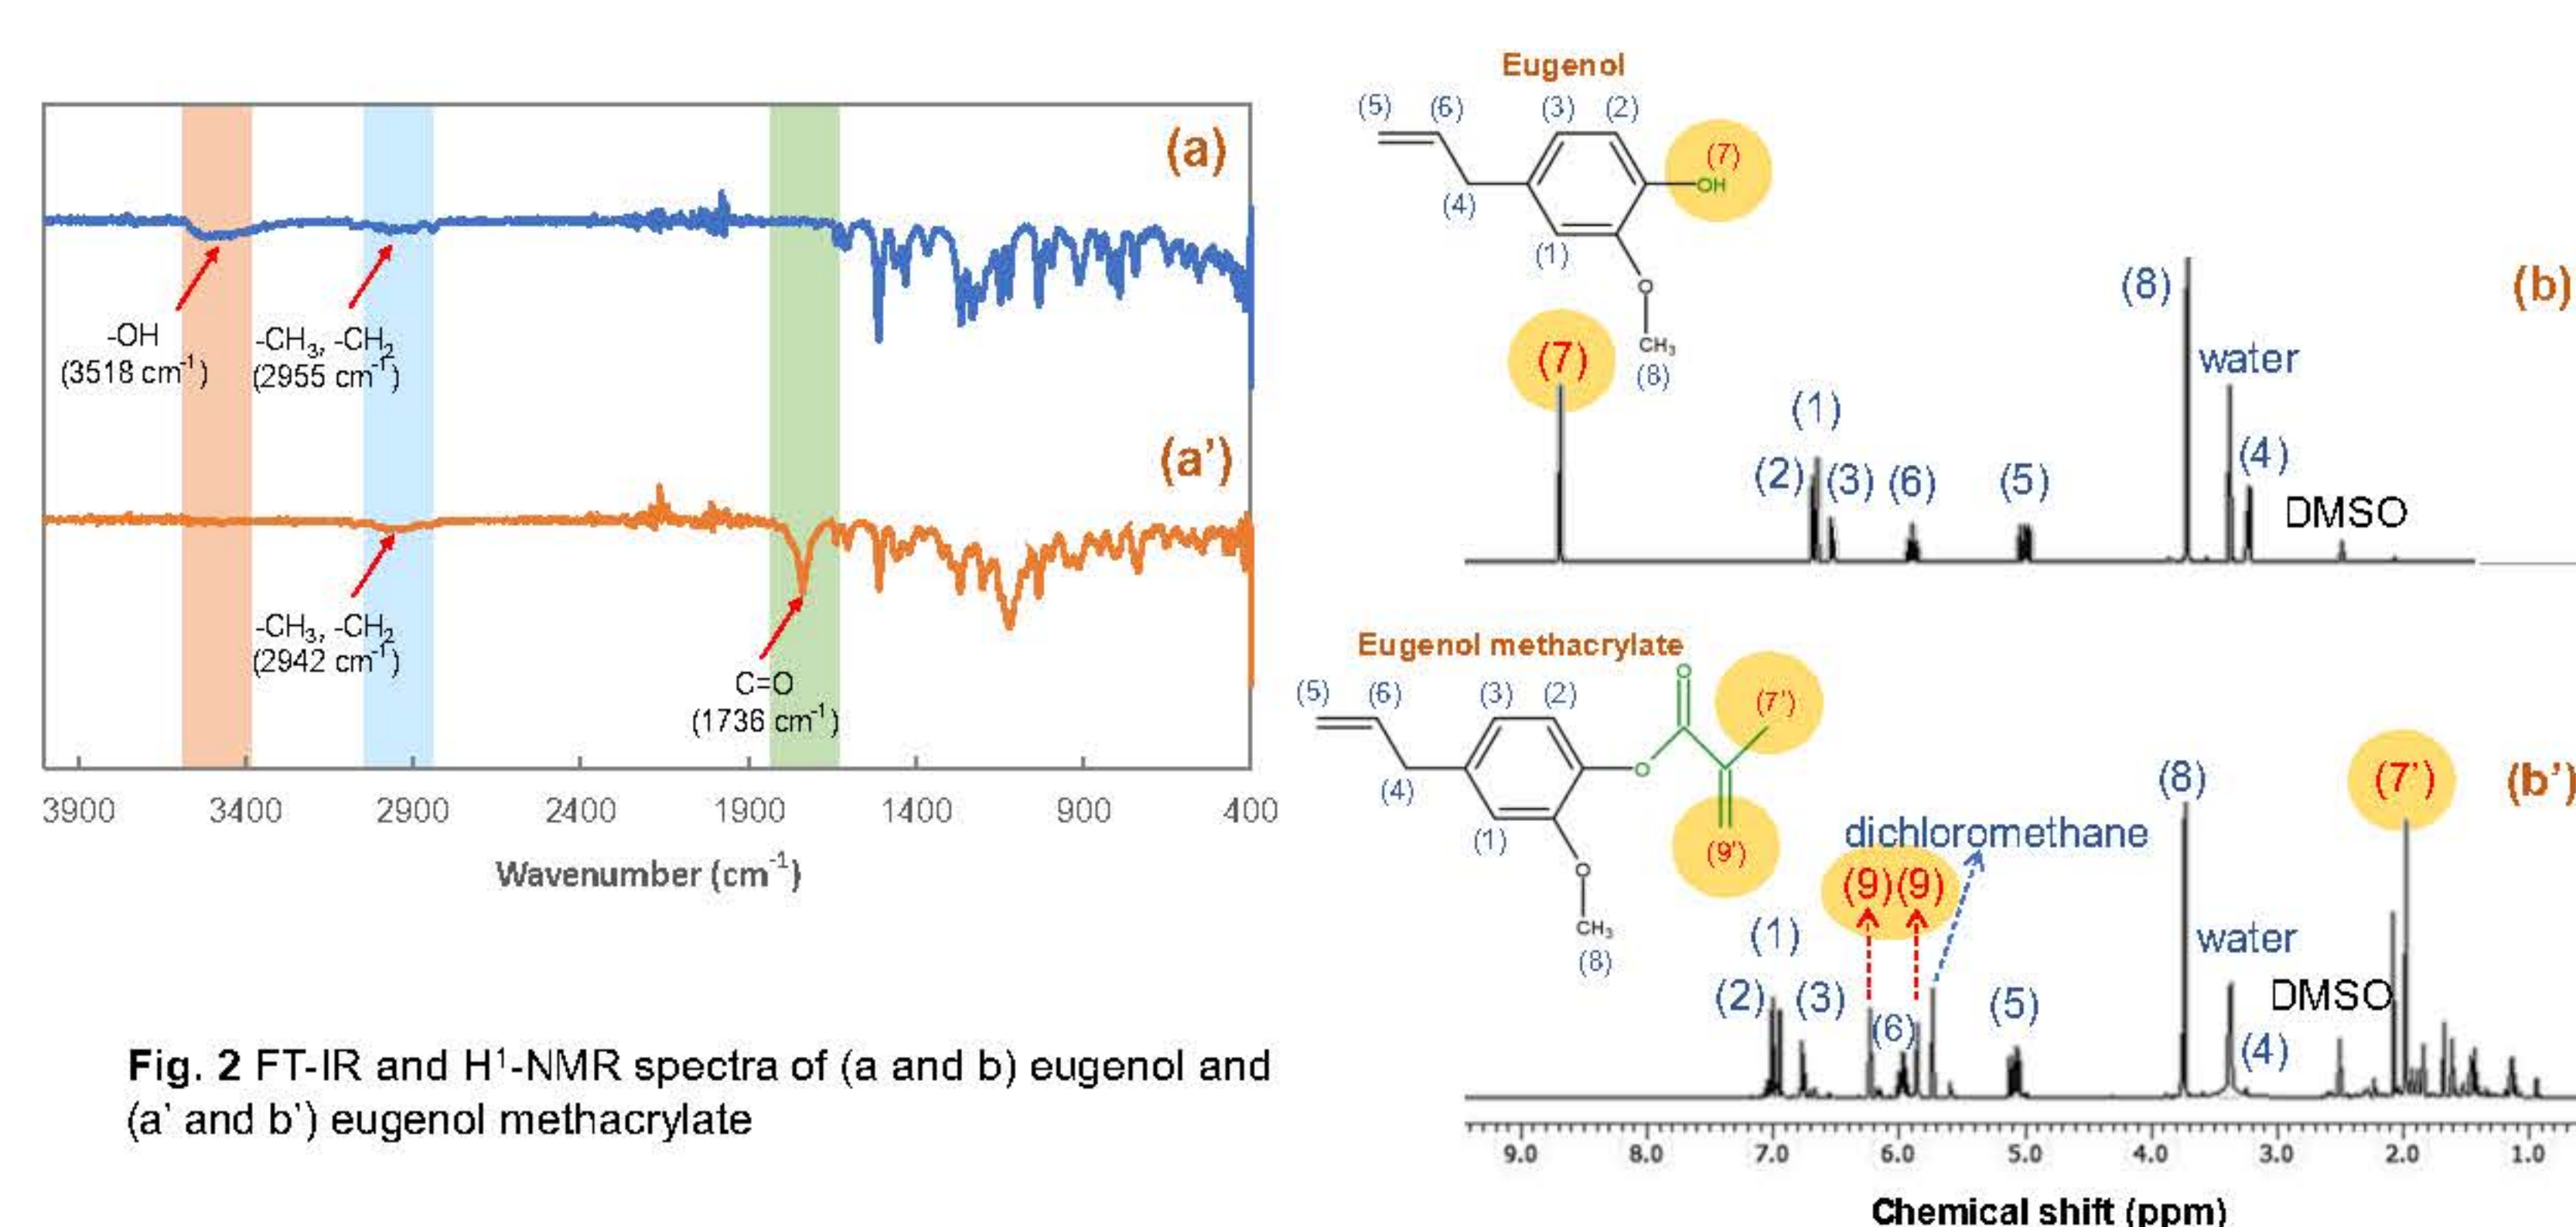 (a)
-OH
(3518 cm⁻¹)
-CH₃, -CH₂
(2955 cm⁻¹)
(a’)
-CH₃, -CH₂
(2942 cm⁻¹)
C=O
(1736 cm⁻¹)
3900 3400 2900 2400 1900 1400 900 400
Wavenumber (cm⁻¹)
Fig. 2 FT-IR and H¹-NMR spectra of (a and b) eugenol and
(a’ and b’) eugenol methacrylate
Eugenol
(5) (6) (3) (2)
(7)
OH
(4)
(1)
O
CH₃
(8)
(b)
(7)
(8)
water
(1)
(2) (3) (6) (5)
(4)
DMSO
Eugenol methacrylate
O
(5) (6) (3) (2)
(7’)
O
(4)
(1)
(9’)
O
CH₃
(8)
(b’)
(8)
(7’)
dichloromethane
(9) (9)
(1)
water
(2) (3) (6) (5)
DMSO
(4)
9.0 8.0 7.0 6.0 5.0 4.0 3.0 2.0 1.0
Chemical shift (ppm)